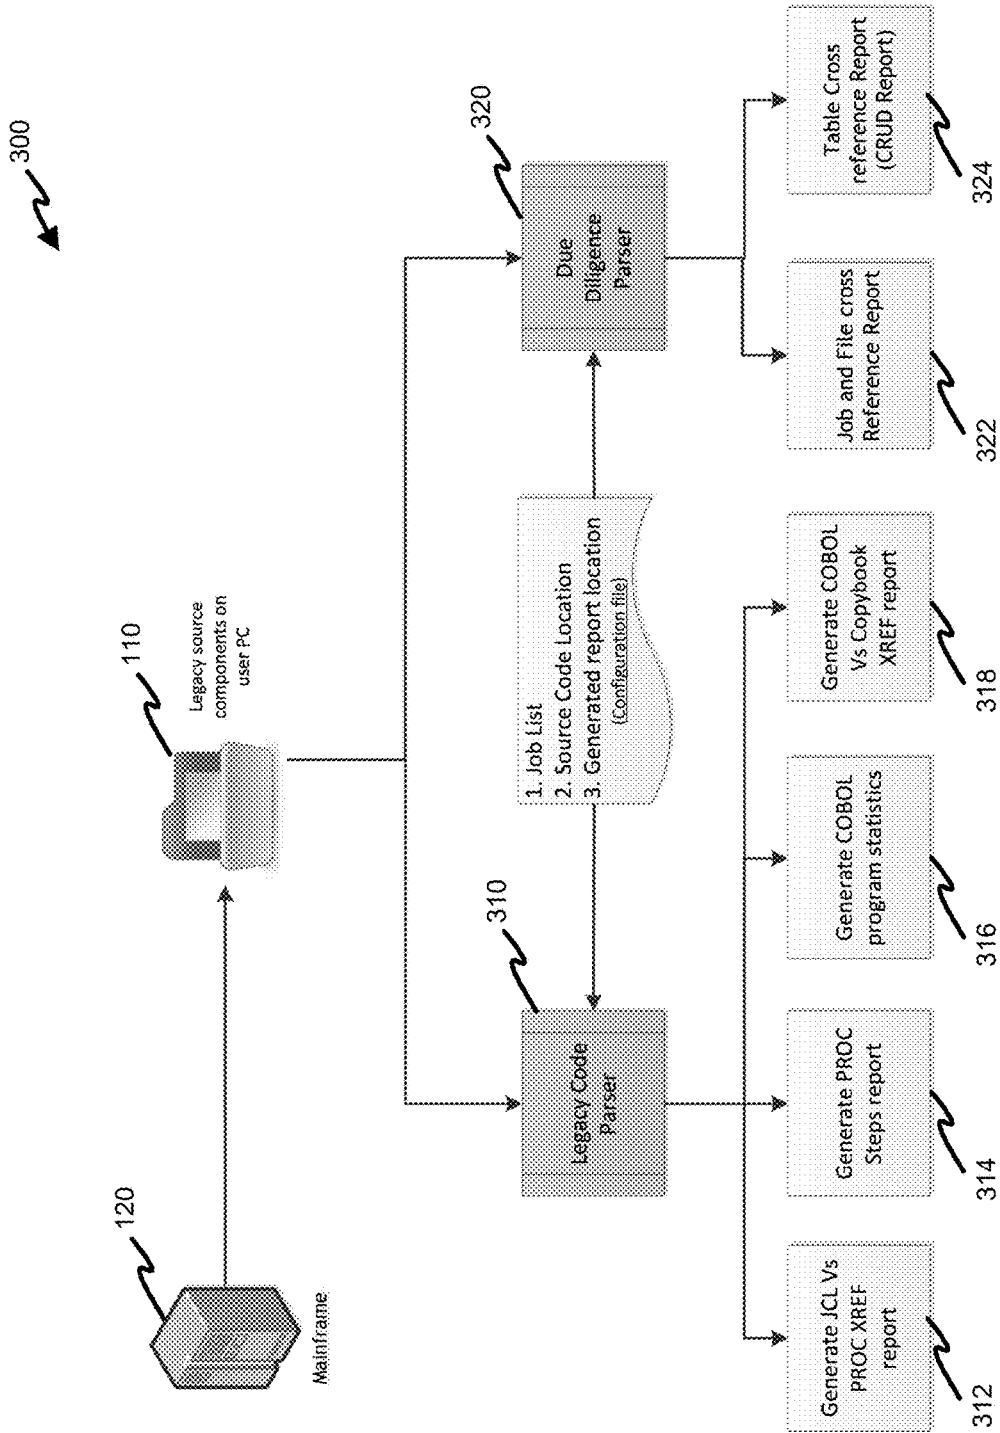 300
120
Mainframe
110
Legacy source
components on
user PC
310
Legacy Code
Parser
1. Job List
2. Source Code Location
3. Generated report location
(Configuration file)
320
Due
Diligence
Parser
Generate JCL Vs
PROC XREF
report
312
Generate PROC
Steps report
314
Generate COBOL
program statistics
316
Generate COBOL
Vs Copybook
XREF report
318
Job and File cross
Reference Report
322
Table Cross
reference Report
(CRUD Report)
324